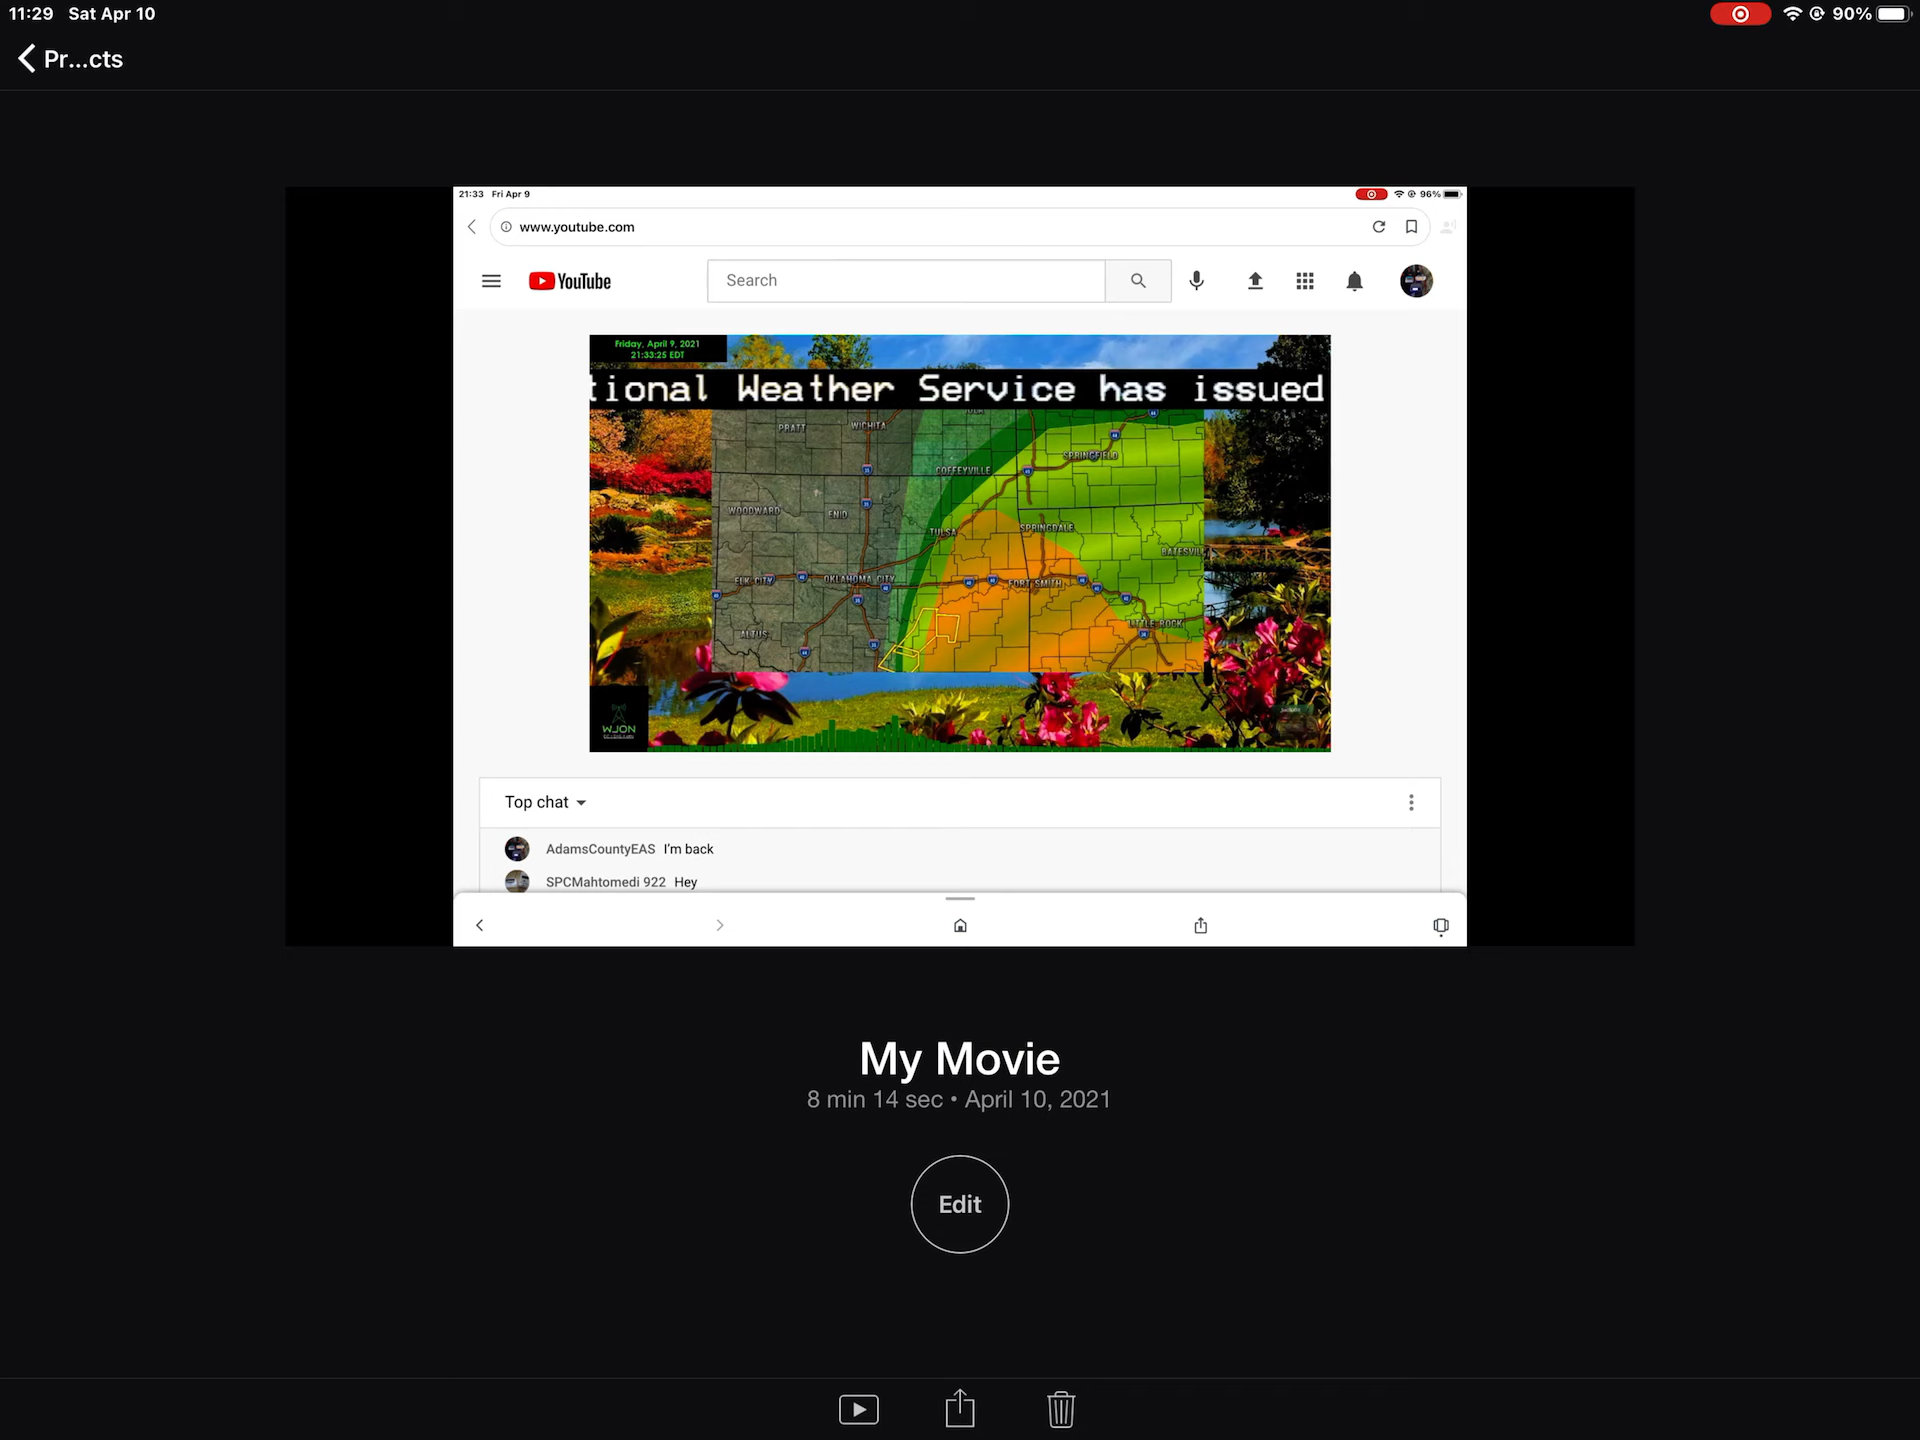 11:29 Sat Apr 10
90%
Pr...cts
21:33 Fri Apr 9
96%
www.youtube.com
YouTube
Search
Friday, April 9, 2021
21:33:25 EDT
tional Weather Service has issued
PRATT
WICHITA
SPRINGFIELD
COFFEYVILLE
WOODWARD
ENID
TULSA
SPRINGDALE
BATESVIL
ELK CITY
OKLAHOMA CITY
FORT SMITH
ALTUS
LITTLE ROCK
WJON
Top chat
AdamsCountyEAS I'm back
SPCMahtomedi 922 Hey
My Movie
8 min 14 sec • April 10, 2021
Edit